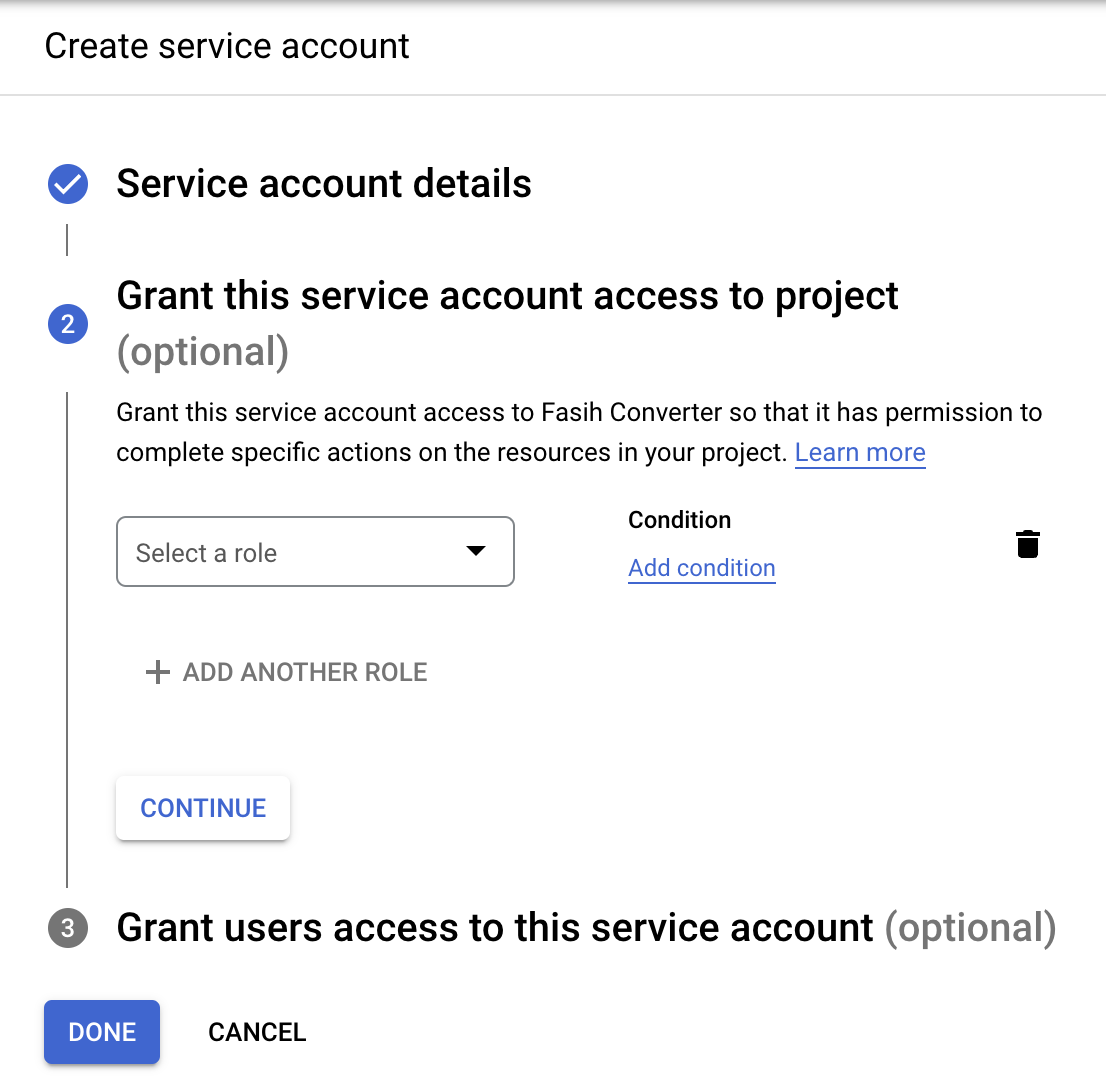 Create service account
Service account details
2
Grant this service account access to project
(optional)
Grant this service account access to Fasih Converter so that it has permission to
complete specific actions on the resources in your project. Learn more
Select a role
Condition
Add condition
ADD ANOTHER ROLE
CONTINUE
3
Grant users access to this service account (optional)
DONE
CANCEL